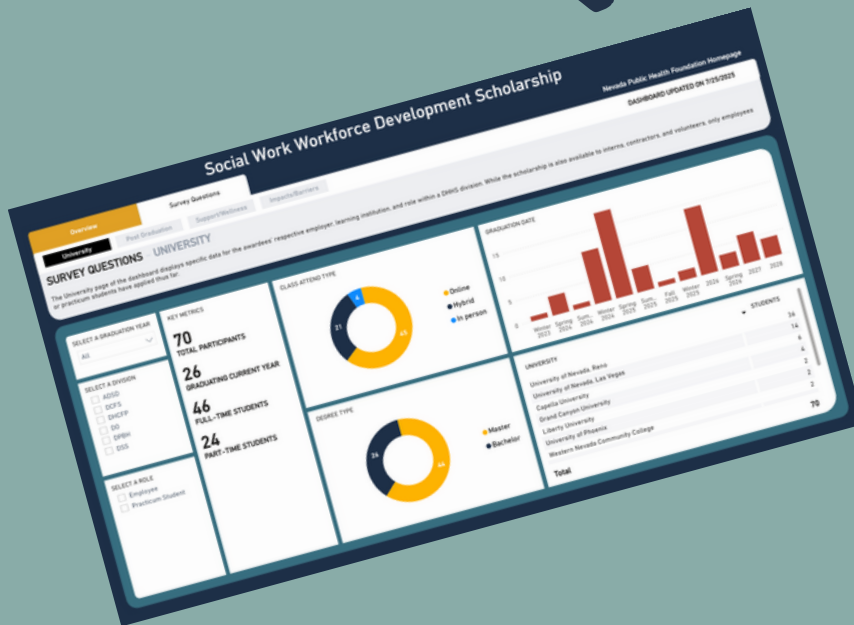 Social Work Workforce Development Scholarship
Nevada Public Health Foundation Homepage
DASHBOARD UPDATED ON 7/25/2025
Overview
Survey Questions
University
Post Graduation
Support/Wellness
Impacts/Barriers
SURVEY QUESTIONS - UNIVERSITY
The University page of the dashboard displays specific data for the awardees' respective employer, learning institution, and role within a DHHS division. While the scholarship is also available to interns, contractors, and volunteers, only employees
or practicum students have applied thus far.
SELECT A GRADUATION YEAR
All
SELECT A DIVISION
ADSD
DCFS
DHCFP
DO
DPBH
DSS
SELECT A ROLE
Employee
Practicum Student
KEY METRICS
70
TOTAL PARTICIPANTS
26
GRADUATING CURRENT YEAR
46
FULL-TIME STUDENTS
24
PART-TIME STUDENTS
CLASS ATTEND TYPE
4
21
45
Online
Hybrid
In person
DEGREE TYPE
26
44
Master
Bachelor
GRADUATION DATE
15
10
5
0
Winter 2023
Spring 2024
Sum... 2024
Winter 2024
Spring 2025
Sum... 2025
Fall 2025
Winter 2025
2026
Spring 2026
2027
2028
UNIVERSITY
STUDENTS
University of Nevada, Reno
University of Nevada, Las Vegas 14
Capella University
Grand Canyon University 4
Liberty University 2
University of Phoenix 2
Western Nevada Community College 2
Total 70